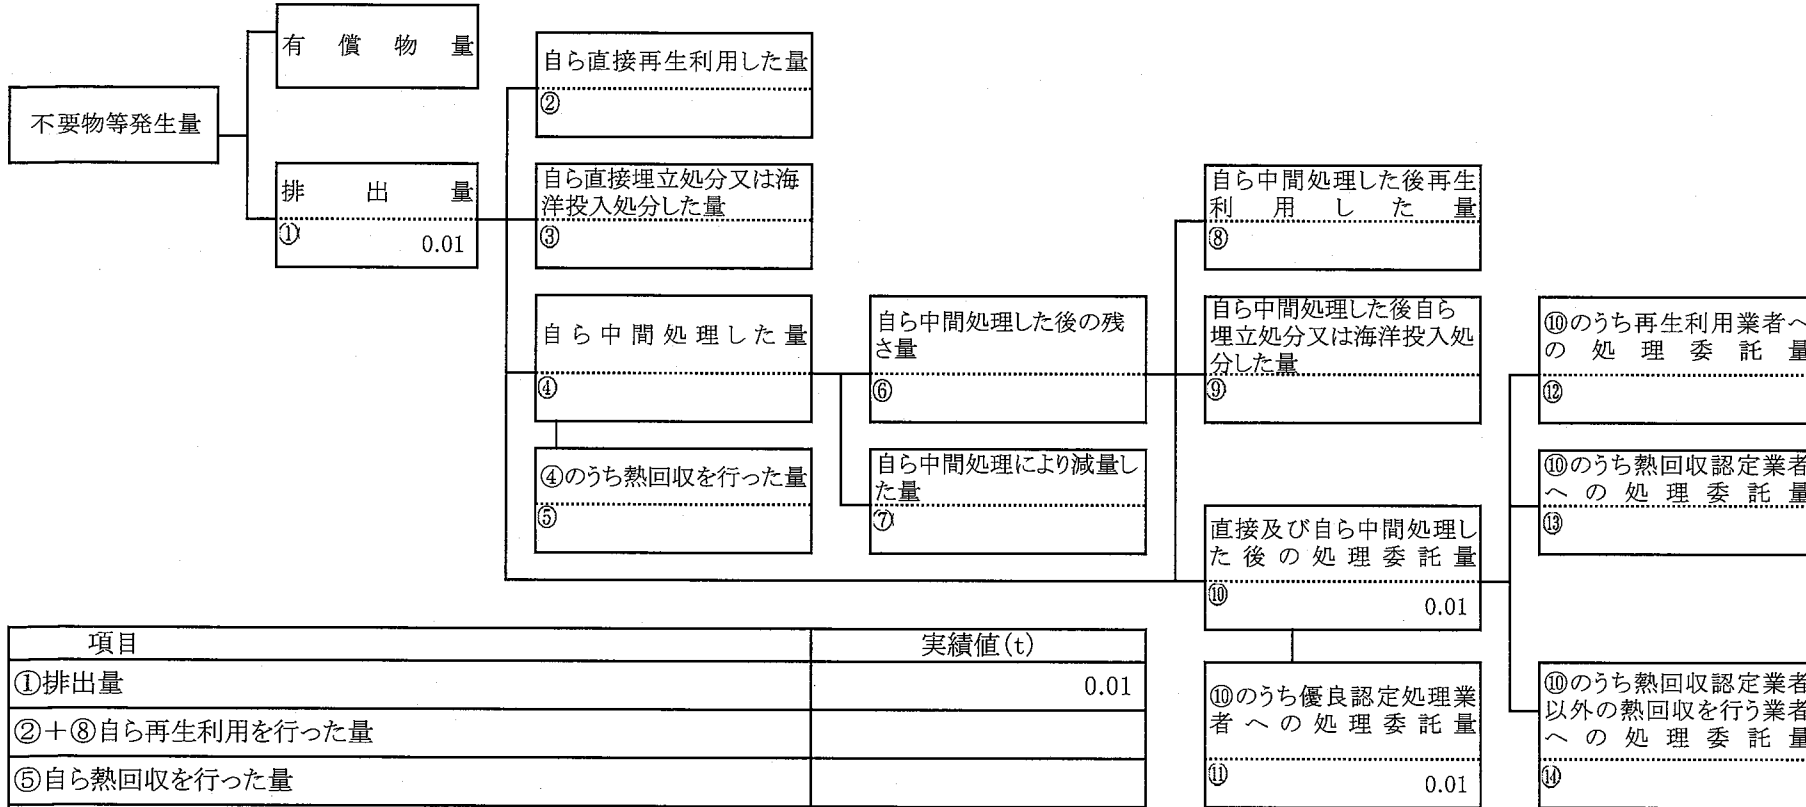 有償物量
不要物等発生量
排出量
①
0.01
自ら直接再生利用した量
②
自ら直接埋立処分又は海
洋投入処分した量
③
自ら中間処理した量
④
④のうち熱回収を行った量
⑤
自ら中間処理した後の残
さ量
⑥
自ら中間処理により減量し
た量
⑦
自ら中間処理した後再生
利用した量
⑧
自ら中間処理した後自ら
埋立処分又は海洋投入処
分した量
⑨
直接及び自ら中間処理し
た後の処理委託量
⑩
0.01
⑩のうち優良認定処理業
者への処理委託量
⑪
0.01
⑩のうち再生利用業者へ
の処理委託量
⑫
⑩のうち熱回収認定業者
への処理委託量
⑬
⑩のうち熱回収認定業者
以外の熱回収を行う業者
への処理委託量
⑭
項目 実績値(t)
①排出量 0.01
②+⑧自ら再生利用を行った量
⑤自ら熱回収を行った量